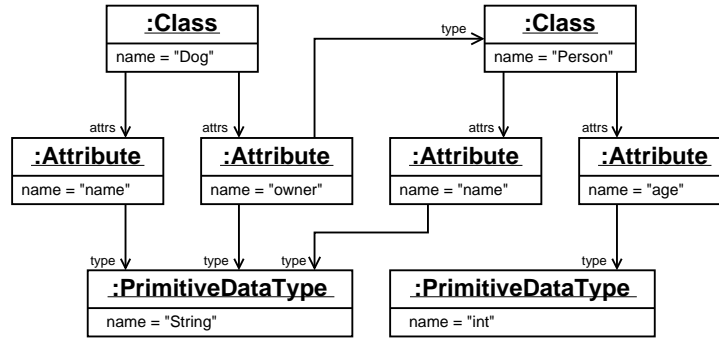 :Class
name = "Dog"
type
:Class
name = "Person"
attrs
attrs
attrs
attrs
:Attribute
name = "name"
:Attribute
name = "owner"
:Attribute
name = "name"
:Attribute
name = "age"
type
type
type
type
:PrimitiveDataType
name = "String"
:PrimitiveDataType
name = "int"